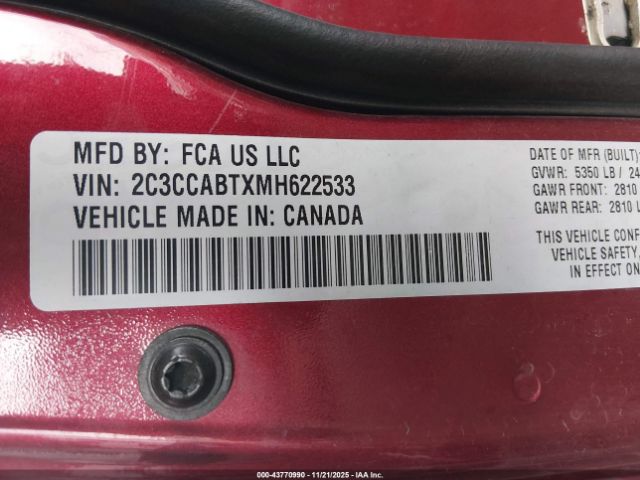 MFD BY: FCA US LLC
VIN: 2C3CCABTXMH622533
VEHICLE MADE IN: CANADA
DATE OF MFR (BUILT):
GVWR: 5350 LB / 24
GAWR FRONT: 2810
GAWR REAR: 2810 L
THIS VEHICLE CONF
VEHICLE SAFETY,
IN EFFECT ON
000-43770990 - 11/21/2025 - IAA Inc.